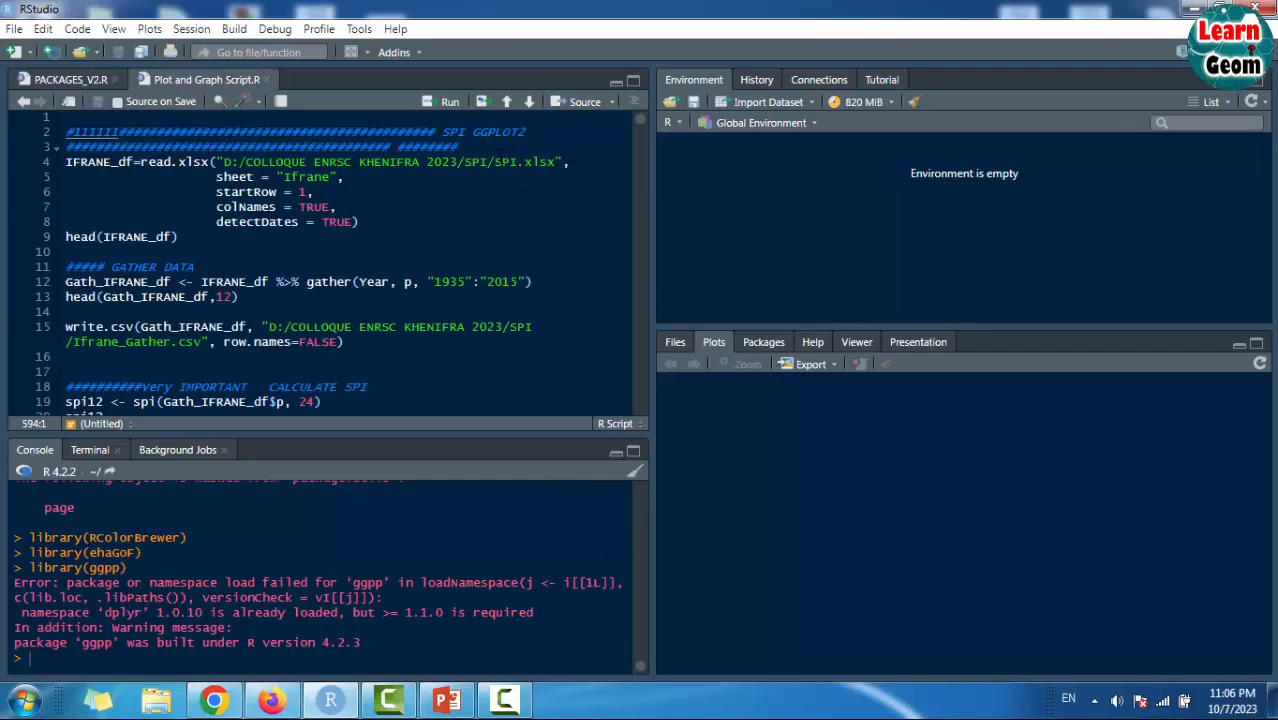 RStudio
File Edit Code View Plots Session Build Debug Profile Tools Help
Learn
Geom
Go to file/function
Addins
PACKAGES_V2.R
Plot and Graph Script.R
Source on Save
Run
Source
1
2 #111111########################################## SPI GGPLOT2
3 ########################################### ########
4 IFRANE_df=read.xlsx("D:/COLLOQUE ENRSC KHENIFRA 2023/SPI/SPI.xlsx",
5 sheet = "Ifrane",
6 startRow = 1,
7 colNames = TRUE,
8 detectDates = TRUE)
9 head(IFRANE_df)
10
11 ##### GATHER DATA
12 Gath_IFRANE_df <- IFRANE_df %>% gather(Year, p, "1935":"2015")
13 head(Gath_IFRANE_df,12)
14
15 write.csv(Gath_IFRANE_df, "D:/COLLOQUE ENRSC KHENIFRA 2023/SPI
/Ifrane_Gather.csv", row.names=FALSE)
16
17
18 ##########Very IMPORTANT CALCULATE SPI
19 spi12 <- spi(Gath_IFRANE_df$p, 24)
594:1 (Untitled) R Script
Console Terminal Background Jobs
R 4.2.2 ~/
page
> library(RColorBrewer)
> library(ehaGoF)
> library(ggpp)
Error: package or namespace load failed for ‘ggpp’ in loadNamespace(j <- i[[1L]],
c(lib.loc, .libPaths()), versionCheck = vI[[j]]):
namespace ‘dplyr’ 1.0.10 is already loaded, but >= 1.1.0 is required
In addition: Warning message:
package ‘ggpp’ was built under R version 4.2.3
>
Environment History Connections Tutorial
Import Dataset 820 MiB List
R Global Environment
Environment is empty
Files Plots Packages Help Viewer Presentation
Zoom Export
EN
11:06 PM
10/7/2023